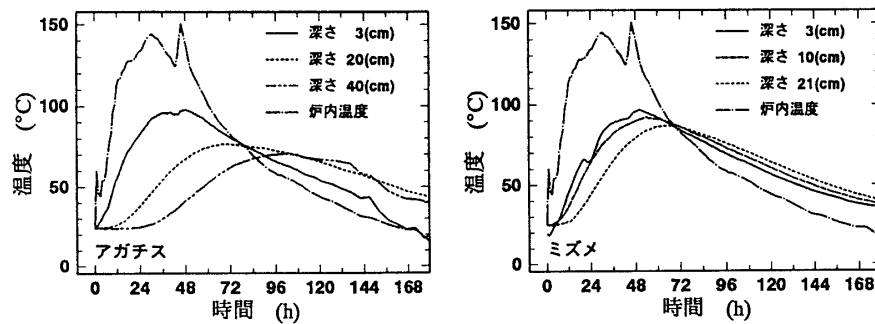 150
100
50
0
温度 (°C)
深さ 3(cm)
深さ 20(cm)
深さ 40(cm)
炉内温度
アガチス
0 24 48 72 96 120 144 168
時間 (h)
150
100
50
0
温度 (°C)
深さ 3(cm)
深さ 10(cm)
深さ 21(cm)
炉内温度
ミズメ
0 24 48 72 96 120 144 168
時間 (h)